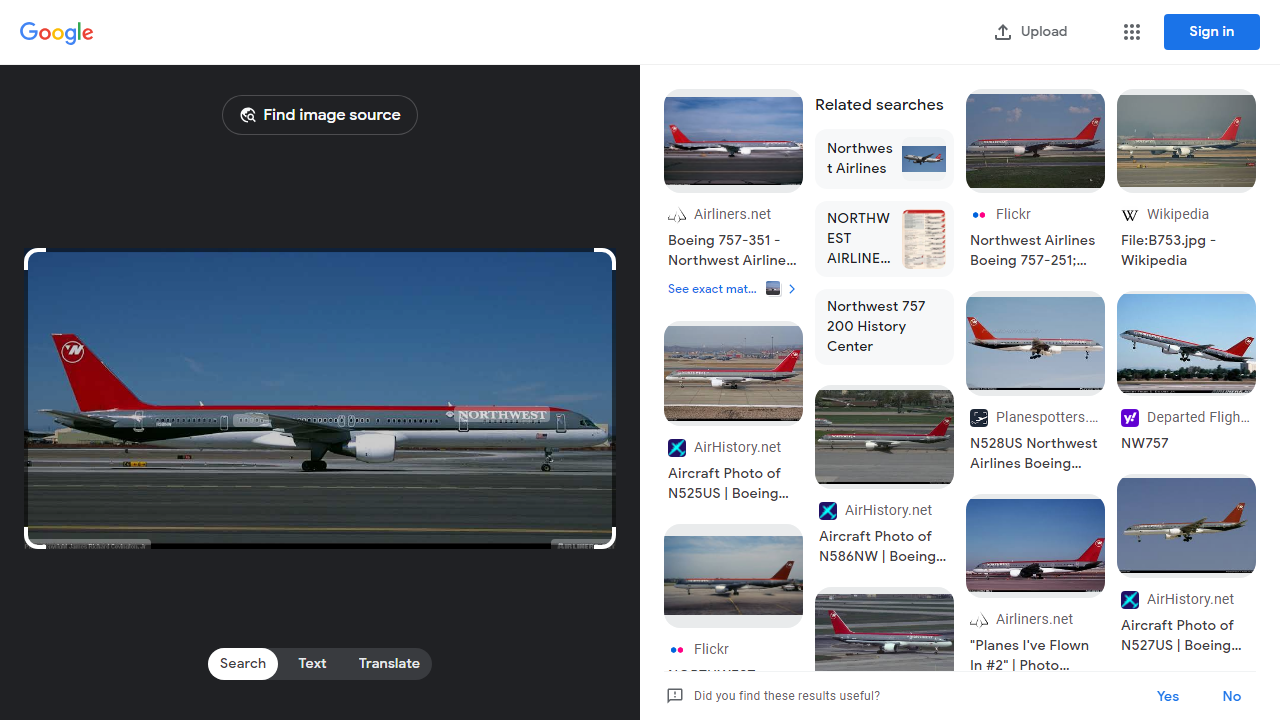 Google
Upload
Sign in
Find image source
NORTHWEST
Search
Text
Translate
Airliners.net
Boeing 757-351 -
Northwest Airline...
See exact mat...
AirHistory.net
Aircraft Photo of
N525US | Boeing...
Flickr
Related searches
Northwes
t Airlines
NORTHW
EST
AIRLINE...
Northwest 757
200 History
Center
AirHistory.net
Aircraft Photo of
N586NW | Boeing...
Flickr
Northwest Airlines
Boeing 757-251;...
Planespotters....
N528US Northwest
Airlines Boeing...
Airliners.net
"Planes I've Flown
In #2" | Photo...
Wikipedia
File:B753.jpg -
Wikipedia
Departed Fligh...
NW757
AirHistory.net
Aircraft Photo of
N527US | Boeing...
Did you find these results useful?
Yes
No